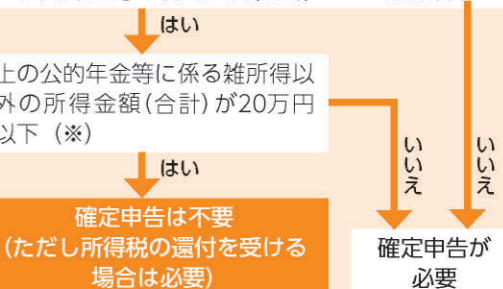 はい
上の公的年金等に係る雑所得以
外の所得金額(合計)が20万円
以下（※）
いいえ
いいえ
はい
確定申告は不要
(ただし所得税の還付を受ける
場合は必要)
確定申告が
必要